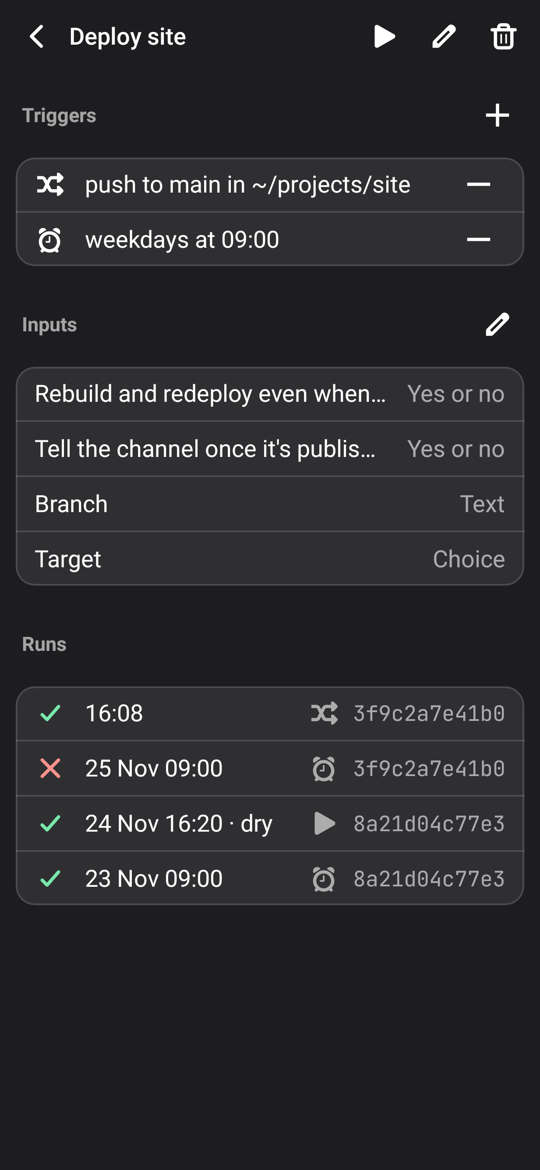 Deploy site
Triggers
push to main in ~/projects/site
weekdays at 09:00
Inputs
Rebuild and redeploy even when… Yes or no
Tell the channel once it's publis… Yes or no
Branch Text
Target Choice
Runs
16:08 3f9c2a7e41b0
25 Nov 09:00 3f9c2a7e41b0
24 Nov 16:20 · dry 8a21d04c77e3
23 Nov 09:00 8a21d04c77e3